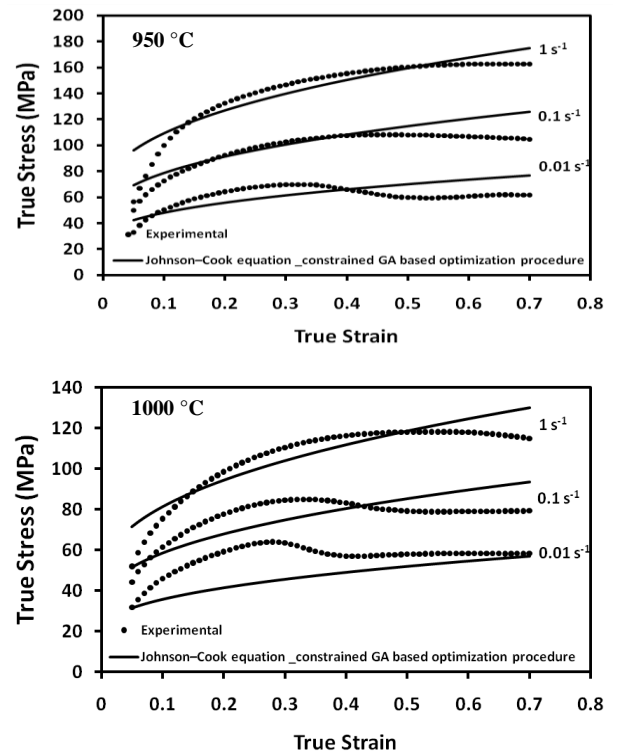 950 °C
True Stress (MPa)
200
180
160
140
120
100
80
60
40
20
0
1 s-1
0.1 s-1
0.01 s-1
Experimental
Johnson–Cook equation _constrained GA based optimization procedure
0 0.1 0.2 0.3 0.4 0.5 0.6 0.7 0.8
True Strain
1000 °C
True Stress (MPa)
140
120
100
80
60
40
20
0
1 s-1
0.1 s-1
0.01 s-1
Experimental
Johnson–Cook equation _constrained GA based optimization procedure
0 0.1 0.2 0.3 0.4 0.5 0.6 0.7 0.8
True Strain